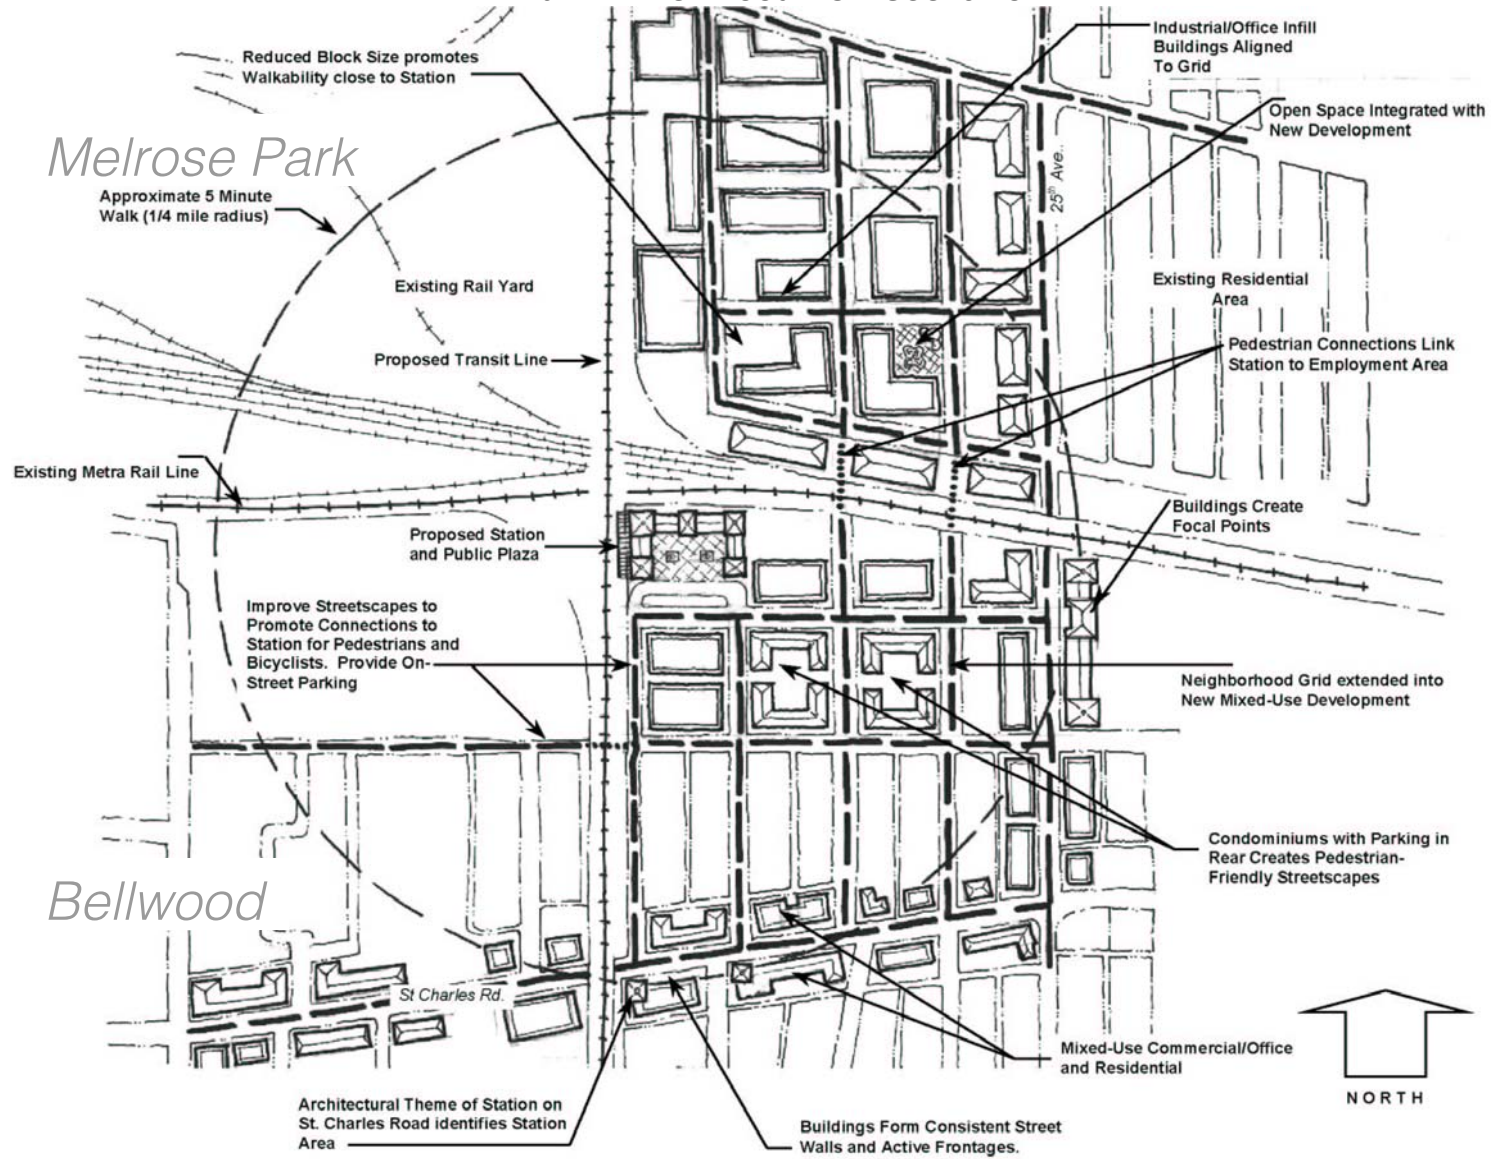 Industrial/Office Infill
Buildings Aligned
To Grid
Reduced Block Size promotes
Walkability close to Station
Open Space Integrated with
New Development
Melrose Park
Approximate 5 Minute
Walk (1/4 mile radius)
25th Ave.
Existing Rail Yard
Existing Residential
Area
Proposed Transit Line
Pedestrian Connections Link
Station to Employment Area
Existing Metra Rail Line
Buildings Create
Focal Points
Proposed Station
and Public Plaza
Improve Streetscapes to
Promote Connections to
Station for Pedestrians and
Bicyclists. Provide On-
Street Parking
Neighborhood Grid extended into
New Mixed-Use Development
Condominiums with Parking in
Rear Creates Pedestrian-
Friendly Streetscapes
Bellwood
St Charles Rd.
Mixed-Use Commercial/Office
and Residential
NORTH
Architectural Theme of Station on
St. Charles Road identifies Station
Area
Buildings Form Consistent Street
Walls and Active Frontages.